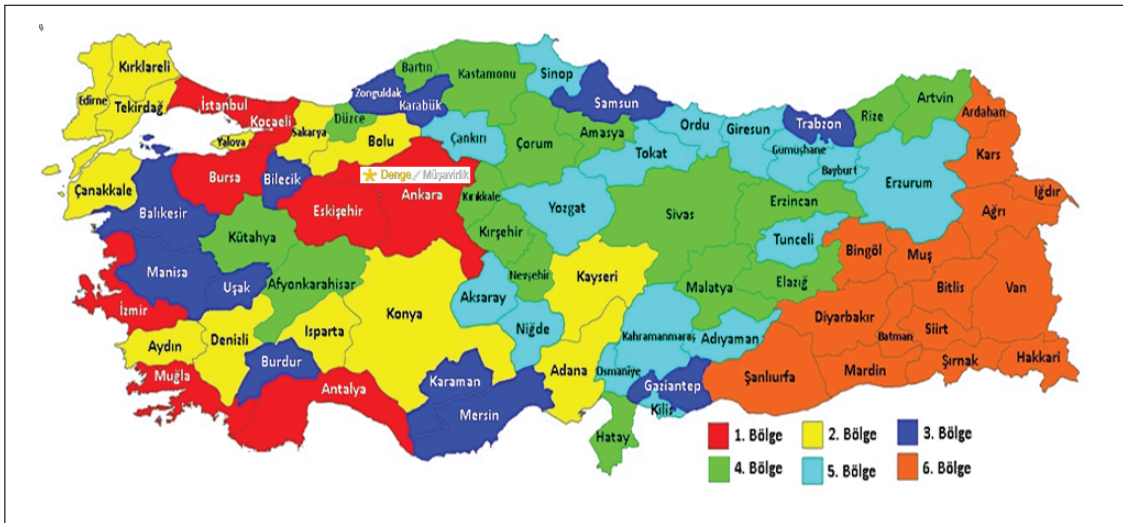 Kırklareli
Edirne
Tekirdağ
İstanbul
Kocaeli
Yalova
Sakarya
Düzce
Bolu
Zonguldak
Bartın
Karabük
Kastamonu
Sinop
Samsun
Çankırı
Çorum
Amasya
Tokat
Ordu
Giresun
Trabzon
Gümüşhane
Bayburt
Rize
Artvin
Ardahan
Kars
Iğdır
Erzurum
Ağrı
Çanakkale
Balıkesir
Bursa
Bilecik
Denge Müşavirlik
Eskişehir
Ankara
Kırıkkale
Yozgat
Sivas
Erzincan
Tunceli
Bingöl
Muş
Kütahya
Kırşehir
Manisa
Uşak
Afyonkarahisar
Nevşehir
Kayseri
Malatya
Elazığ
Bitlis
Van
İzmir
Konya
Aksaray
Niğde
Kahramanmaraş
Adıyaman
Diyarbakır
Batman
Siirt
Şırnak
Hakkari
Aydın
Denizli
Isparta
Burdur
Muğla
Antalya
Karaman
Mersin
Adana
Osmaniye
Gaziantep
Kilis
Şanlıurfa
Mardin
Hatay
1. Bölge
2. Bölge
3. Bölge
4. Bölge
5. Bölge
6. Bölge